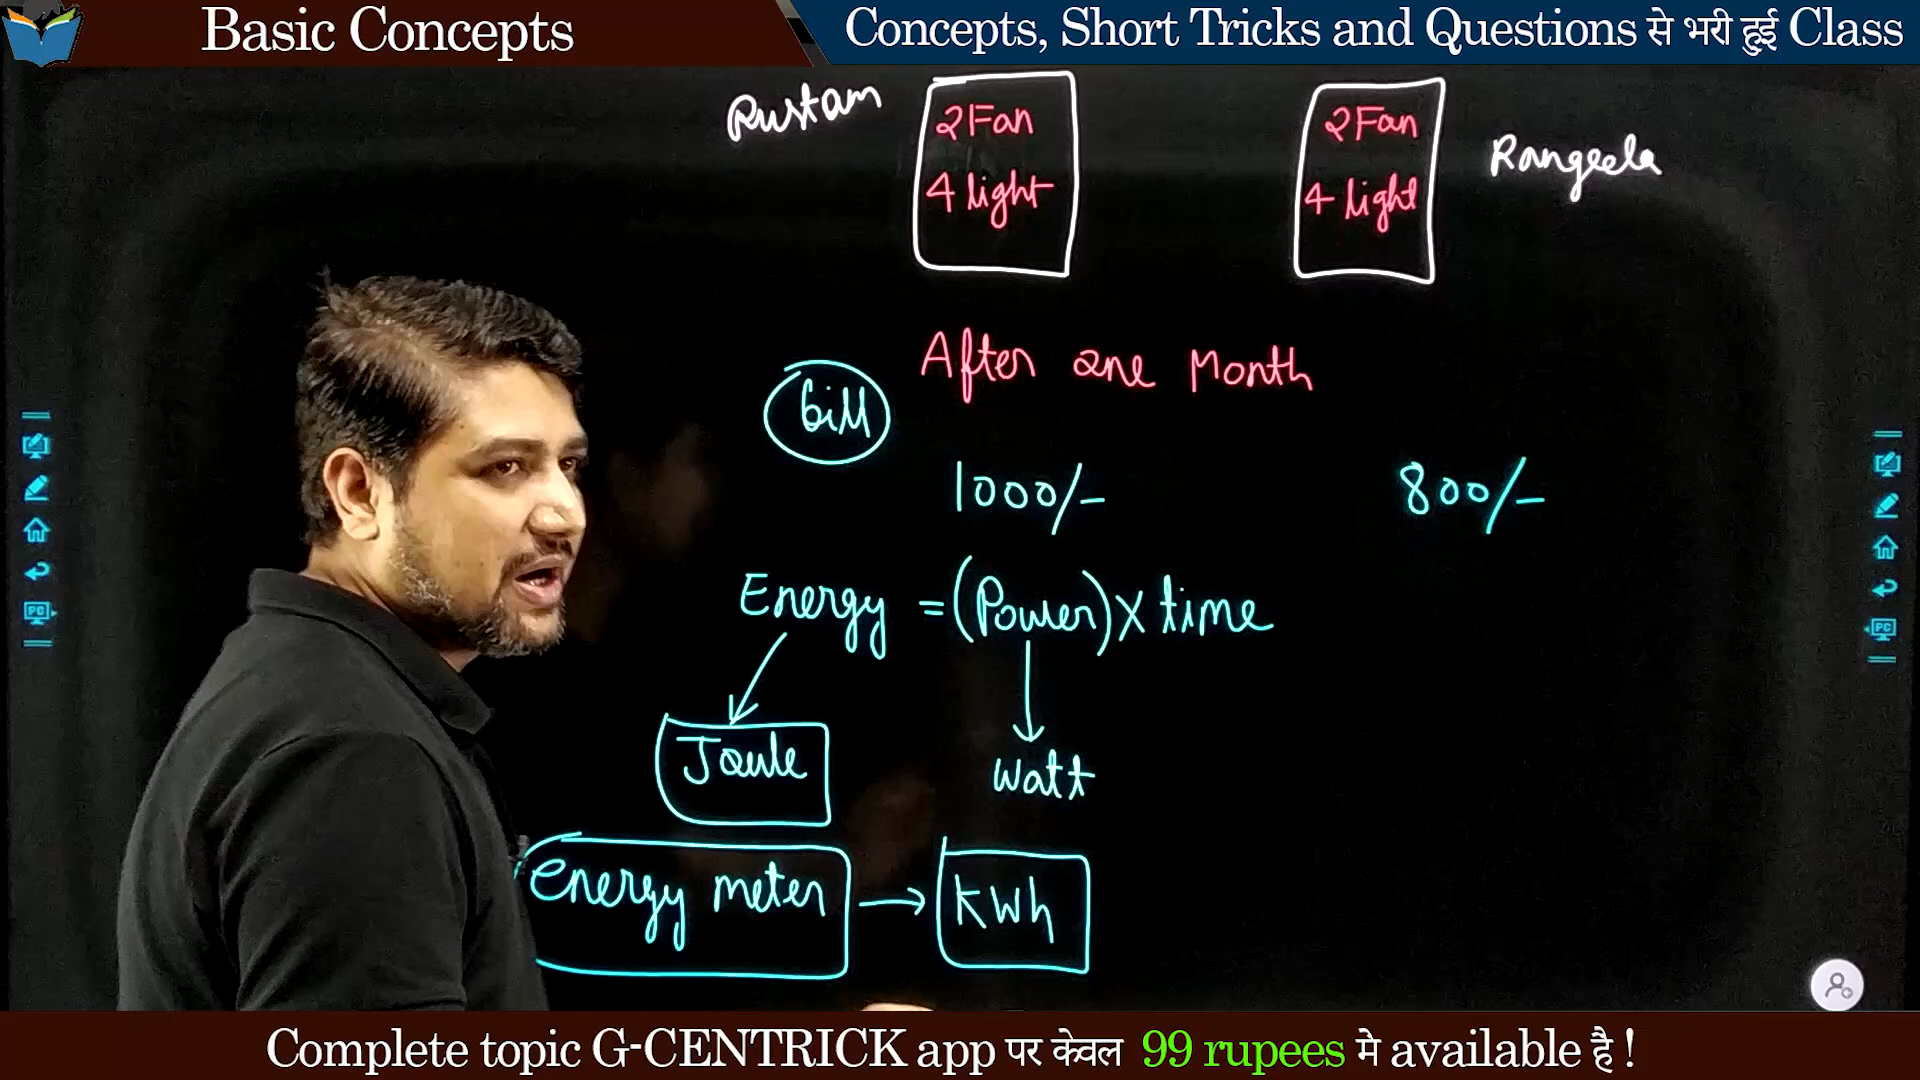 Basic Concepts
Concepts, Short Tricks and Questions से भरी हुई Class
Rustam
2 Fan
4 light
2 Fan
4 light
Rangeela
After one Month
bill
1000/-
800/-
Energy = (Power) X time
Joule
Watt
energy meter → KWh
PC
PC
Complete topic G-CENTRICK app पर केवल 99 rupees मे available है !